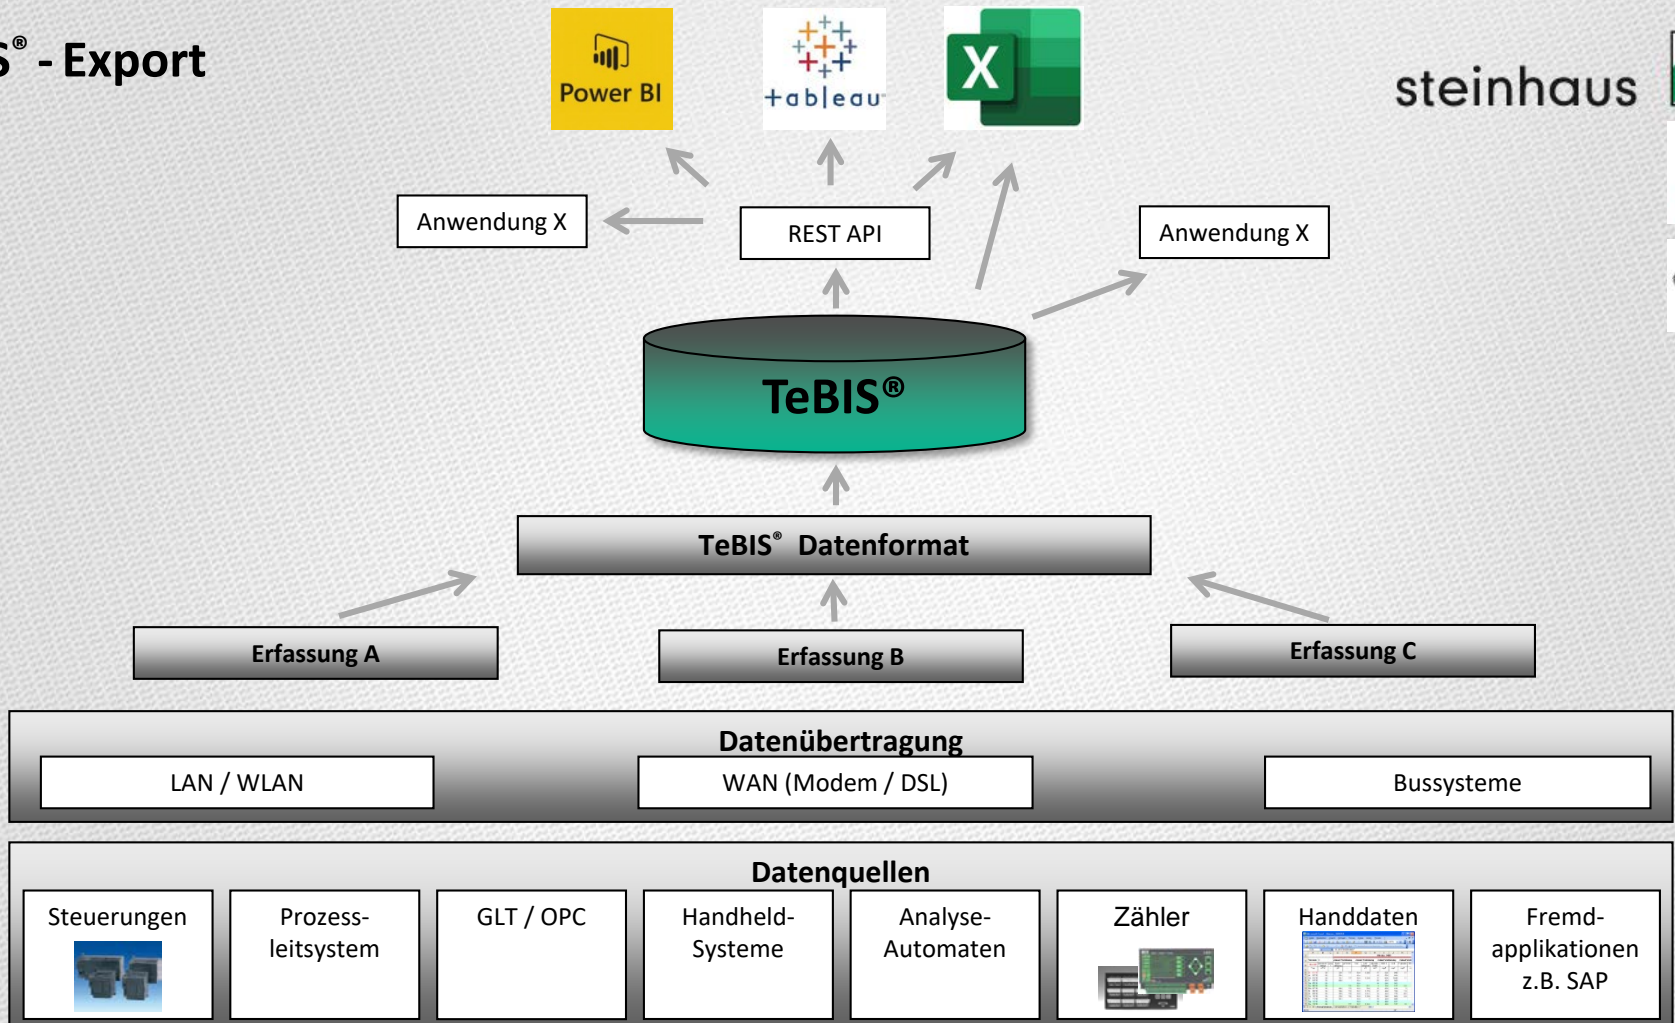 S® - Export
Power BI
+ableau
X
steinhaus
Anwendung X
REST API
Anwendung X
TeBIS®
TeBIS® Datenformat
Erfassung A
Erfassung B
Erfassung C
Datenübertragung
LAN / WLAN
WAN (Modem / DSL)
Bussysteme
Datenquellen
Steuerungen
Prozess-
leitsystem
GLT / OPC
Handheld-
Systeme
Analyse-
Automaten
Zähler
Handdaten
Fremd-
applikationen
z.B. SAP